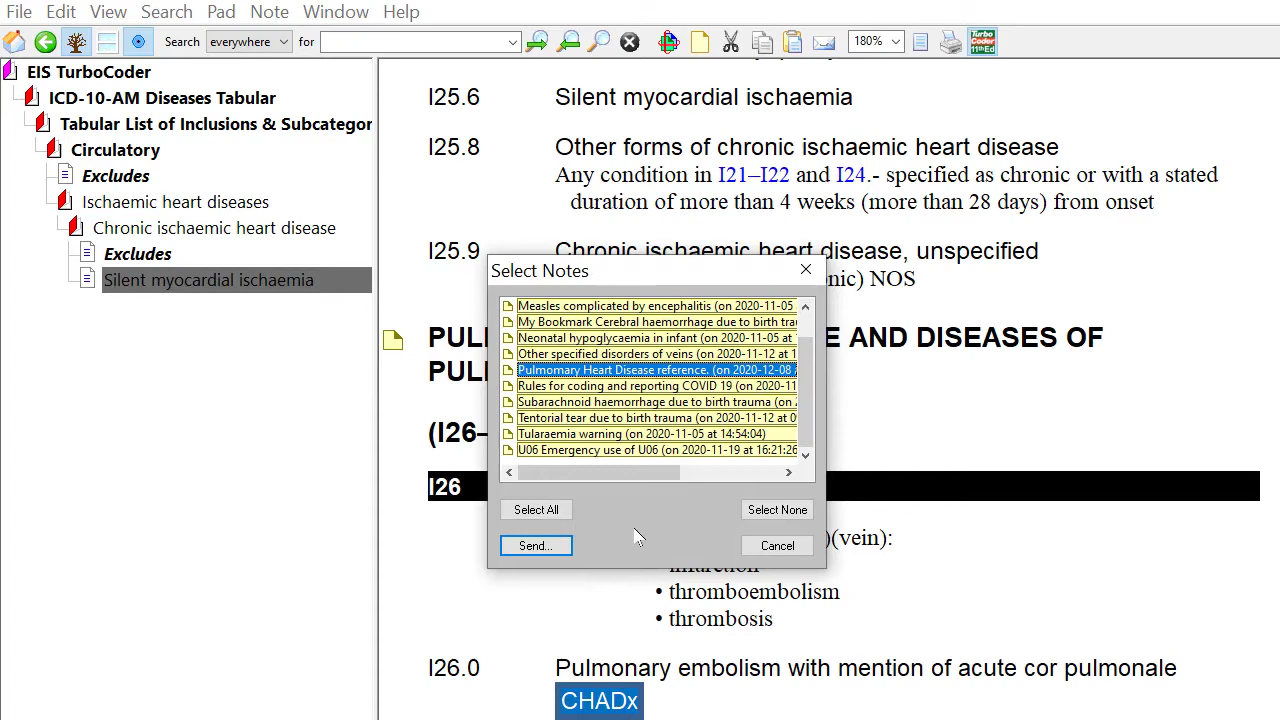 File Edit View Search Pad Note Window Help
Search everywhere for 180% Turbo Coder 11thEd
EIS TurboCoder
ICD-10-AM Diseases Tabular
Tabular List of Inclusions & Subcategor
Circulatory
Excludes
Ischaemic heart diseases
Chronic ischaemic heart disease
Excludes
Silent myocardial ischaemia
I25.6 Silent myocardial ischaemia
I25.8 Other forms of chronic ischaemic heart disease
Any condition in I21–I22 and I24.- specified as chronic or with a stated
duration of more than 4 weeks (more than 28 days) from onset
I25.9 Chronic ischaemic heart disease, unspecified
nic) NOS
PUL E AND DISEASES OF
PUL
(I26–
I26
)(vein):
infarction
• thromboembolism
• thrombosis
I26.0 Pulmonary embolism with mention of acute cor pulmonale
CHADx
Select Notes
Measles complicated by encephalitis (on 2020-11-05
My Bookmark Cerebral haemorrhage due to birth trau
Neonatal hypoglycaemia in infant (on 2020-11-05 at
Other specified disorders of veins (on 2020-11-12 at 1
Pulmomary Heart Disease reference. (on 2020-12-08
Rules for coding and reporting COVID 19 (on 2020-11
Subarachnoid haemorrhage due to birth trauma (on
Tentorial tear due to birth trauma (on 2020-11-12 at 0
Tularaemia warning (on 2020-11-05 at 14:54:04)
U06 Emergency use of U06 (on 2020-11-19 at 16:21:26
Select All Select None
Send... Cancel